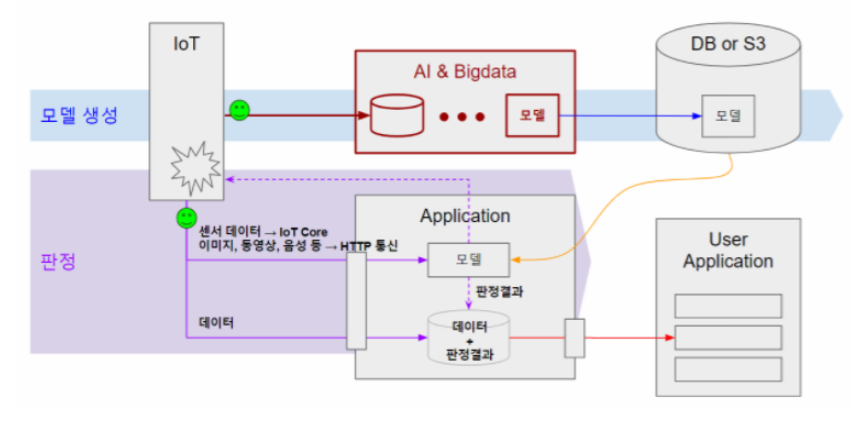 IoT
AI & Bigdata
DB or S3
모델 생성
모델
모델
센서 데이터 → IoT Core
이미지, 동영상, 음성 등 → HTTP 통신
Application
User
Application
판정
모델
판정결과
데이터
데이터
+
판정결과